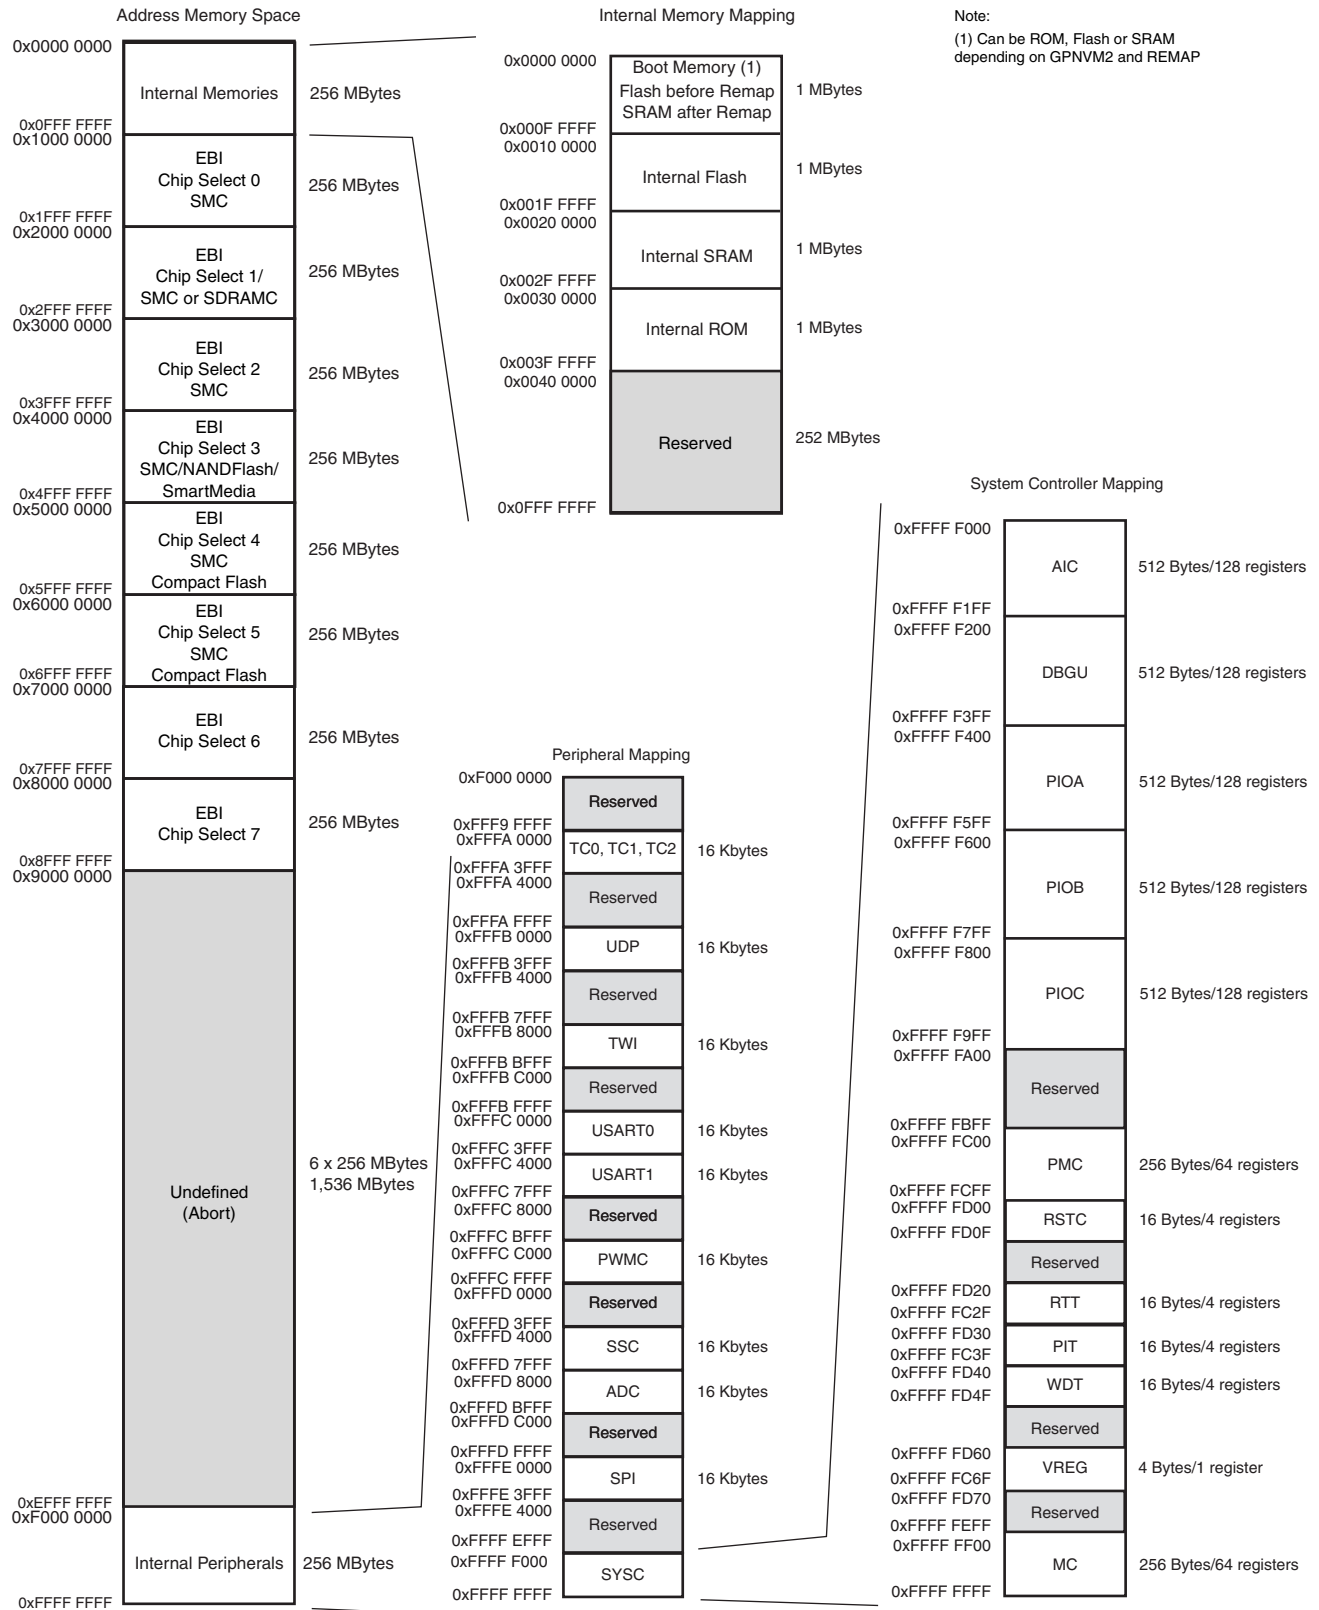 Address Memory Space
0x0000 0000
Internal Memories
256 MBytes
0x0FFF FFFF
0x1000 0000
EBI
Chip Select 0
SMC
256 MBytes
0x1FFF FFFF
0x2000 0000
EBI
Chip Select 1/
SMC or SDRAMC
256 MBytes
0x2FFF FFFF
0x3000 0000
EBI
Chip Select 2
SMC
256 MBytes
0x3FFF FFFF
0x4000 0000
EBI
Chip Select 3
SMC/NANDFlash/
SmartMedia
256 MBytes
0x4FFF FFFF
0x5000 0000
EBI
Chip Select 4
SMC
Compact Flash
256 MBytes
0x5FFF FFFF
0x6000 0000
EBI
Chip Select 5
SMC
Compact Flash
256 MBytes
0x6FFF FFFF
0x7000 0000
EBI
Chip Select 6
256 MBytes
0x7FFF FFFF
0x8000 0000
EBI
Chip Select 7
256 MBytes
0x8FFF FFFF
0x9000 0000
Undefined
(Abort)
6 x 256 MBytes
1,536 MBytes
0xEFFF FFFF
0xF000 0000
Internal Peripherals
256 MBytes
0xFFFF FFFF
Internal Memory Mapping
0x0000 0000
Boot Memory (1)
Flash before Remap
SRAM after Remap
1 MBytes
0x000F FFFF
0x0010 0000
Internal Flash
1 MBytes
0x001F FFFF
0x0020 0000
Internal SRAM
1 MBytes
0x002F FFFF
0x0030 0000
Internal ROM
1 MBytes
0x003F FFFF
0x0040 0000
Reserved
252 MBytes
0x0FFF FFFF
Note:
(1) Can be ROM, Flash or SRAM
depending on GPNVM2 and REMAP
Peripheral Mapping
0xF000 0000
Reserved
0xFFF9 FFFF
0xFFFA 0000
TC0, TC1, TC2
16 Kbytes
0xFFFA 3FFF
0xFFFA 4000
Reserved
0xFFFA FFFF
0xFFFB 0000
UDP
16 Kbytes
0xFFFB 3FFF
0xFFFB 4000
Reserved
0xFFFB 7FFF
0xFFFB 8000
TWI
16 Kbytes
0xFFFB BFFF
0xFFFB C000
Reserved
0xFFFB FFFF
0xFFFC 0000
USART0
16 Kbytes
0xFFFC 3FFF
0xFFFC 4000
USART1
16 Kbytes
0xFFFC 7FFF
0xFFFC 8000
Reserved
0xFFFC BFFF
0xFFFC C000
PWMC
16 Kbytes
0xFFFC FFFF
0xFFFD 0000
Reserved
0xFFFD 3FFF
0xFFFD 4000
SSC
16 Kbytes
0xFFFD 7FFF
0xFFFD 8000
ADC
16 Kbytes
0xFFFD BFFF
0xFFFD C000
Reserved
0xFFFD FFFF
0xFFFE 0000
SPI
16 Kbytes
0xFFFE 3FFF
0xFFFE 4000
Reserved
0xFFFF EFFF
0xFFFF F000
SYSC
0xFFFF FFFF
System Controller Mapping
0xFFFF F000
AIC
512 Bytes/128 registers
0xFFFF F1FF
0xFFFF F200
DBGU
512 Bytes/128 registers
0xFFFF F3FF
0xFFFF F400
PIOA
512 Bytes/128 registers
0xFFFF F5FF
0xFFFF F600
PIOB
512 Bytes/128 registers
0xFFFF F7FF
0xFFFF F800
PIOC
512 Bytes/128 registers
0xFFFF F9FF
0xFFFF FA00
Reserved
0xFFFF FBFF
0xFFFF FC00
PMC
256 Bytes/64 registers
0xFFFF FCFF
0xFFFF FD00
RSTC
16 Bytes/4 registers
0xFFFF FD0F
Reserved
0xFFFF FD20
RTT
16 Bytes/4 registers
0xFFFF FC2F
0xFFFF FD30
PIT
16 Bytes/4 registers
0xFFFF FC3F
0xFFFF FD40
WDT
16 Bytes/4 registers
0xFFFF FD4F
Reserved
0xFFFF FD60
VREG
4 Bytes/1 register
0xFFFF FC6F
0xFFFF FD70
Reserved
0xFFFF FEFF
0xFFFF FF00
MC
256 Bytes/64 registers
0xFFFF FFFF